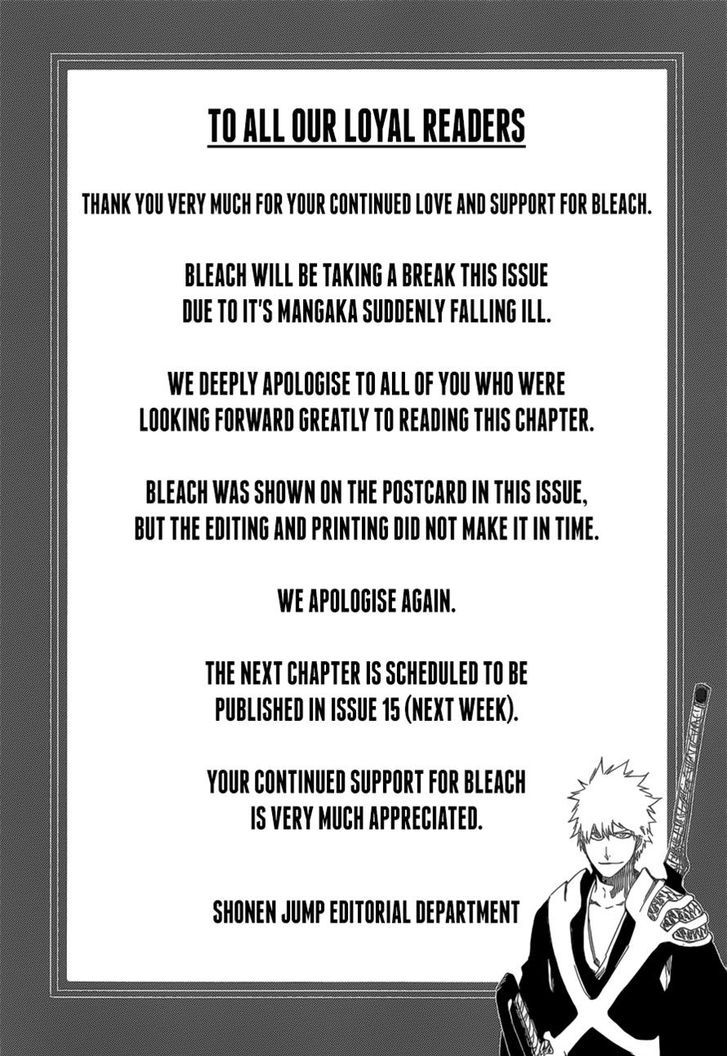 TO ALL OUR LOYAL READERS
THANK YOU VERY MUCH FOR YOUR CONTINUED LOVE AND SUPPORT FOR BLEACH.
BLEACH WILL BE TAKING A BREAK THIS ISSUE
DUE TO IT'S MANGAKA SUDDENLY FALLING ILL.
WE DEEPLY APOLOGISE TO ALL OF YOU WHO WERE
LOOKING FORWARD GREATLY TO READING THIS CHAPTER.
BLEACH WAS SHOWN ON THE POSTCARD IN THIS ISSUE,
BUT THE EDITING AND PRINTING DID NOT MAKE IT IN TIME.
WE APOLOGISE AGAIN.
THE NEXT CHAPTER IS SCHEDULED TO BE
PUBLISHED IN ISSUE 15 (NEXT WEEK).
YOUR CONTINUED SUPPORT FOR BLEACH
IS VERY MUCH APPRECIATED.
SHONEN JUMP EDITORIAL DEPARTMENT